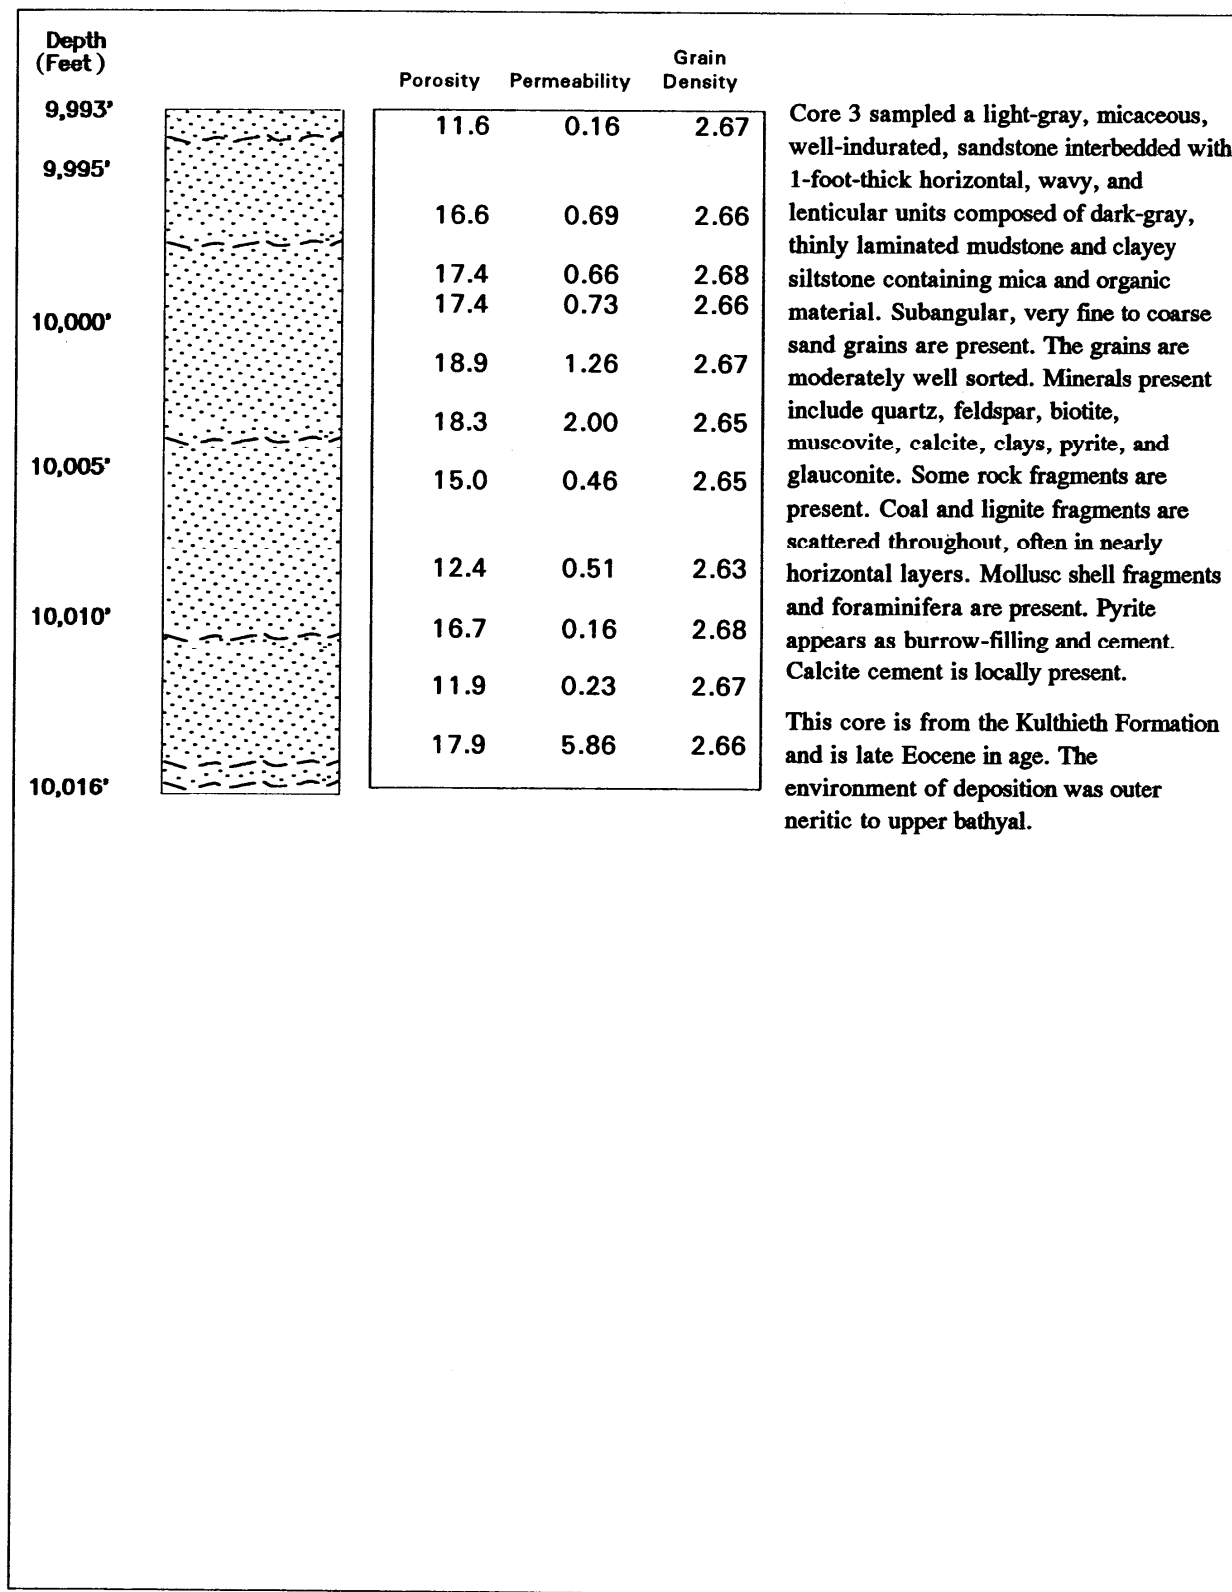 Depth
(Feet)
Porosity Permeability Grain Density
9,993'
9,995'
10,000'
10,005'
10,010'
10,016'
11.6 0.16 2.67
16.6 0.69 2.66
17.4 0.66 2.68
17.4 0.73 2.66
18.9 1.26 2.67
18.3 2.00 2.65
15.0 0.46 2.65
12.4 0.51 2.63
16.7 0.16 2.68
11.9 0.23 2.67
17.9 5.86 2.66
Core 3 sampled a light-gray, micaceous,
well-indurated, sandstone interbedded with
1-foot-thick horizontal, wavy, and
lenticular units composed of dark-gray,
thinly laminated mudstone and clayey
siltstone containing mica and organic
material. Subangular, very fine to coarse
sand grains are present. The grains are
moderately well sorted. Minerals present
include quartz, feldspar, biotite,
muscovite, calcite, clays, pyrite, and
glauconite. Some rock fragments are
present. Coal and lignite fragments are
scattered throughout, often in nearly
horizontal layers. Mollusc shell fragments
and foraminifera are present. Pyrite
appears as burrow-filling and cement.
Calcite cement is locally present.
This core is from the Kulthieth Formation
and is late Eocene in age. The
environment of deposition was outer
neritic to upper bathyal.